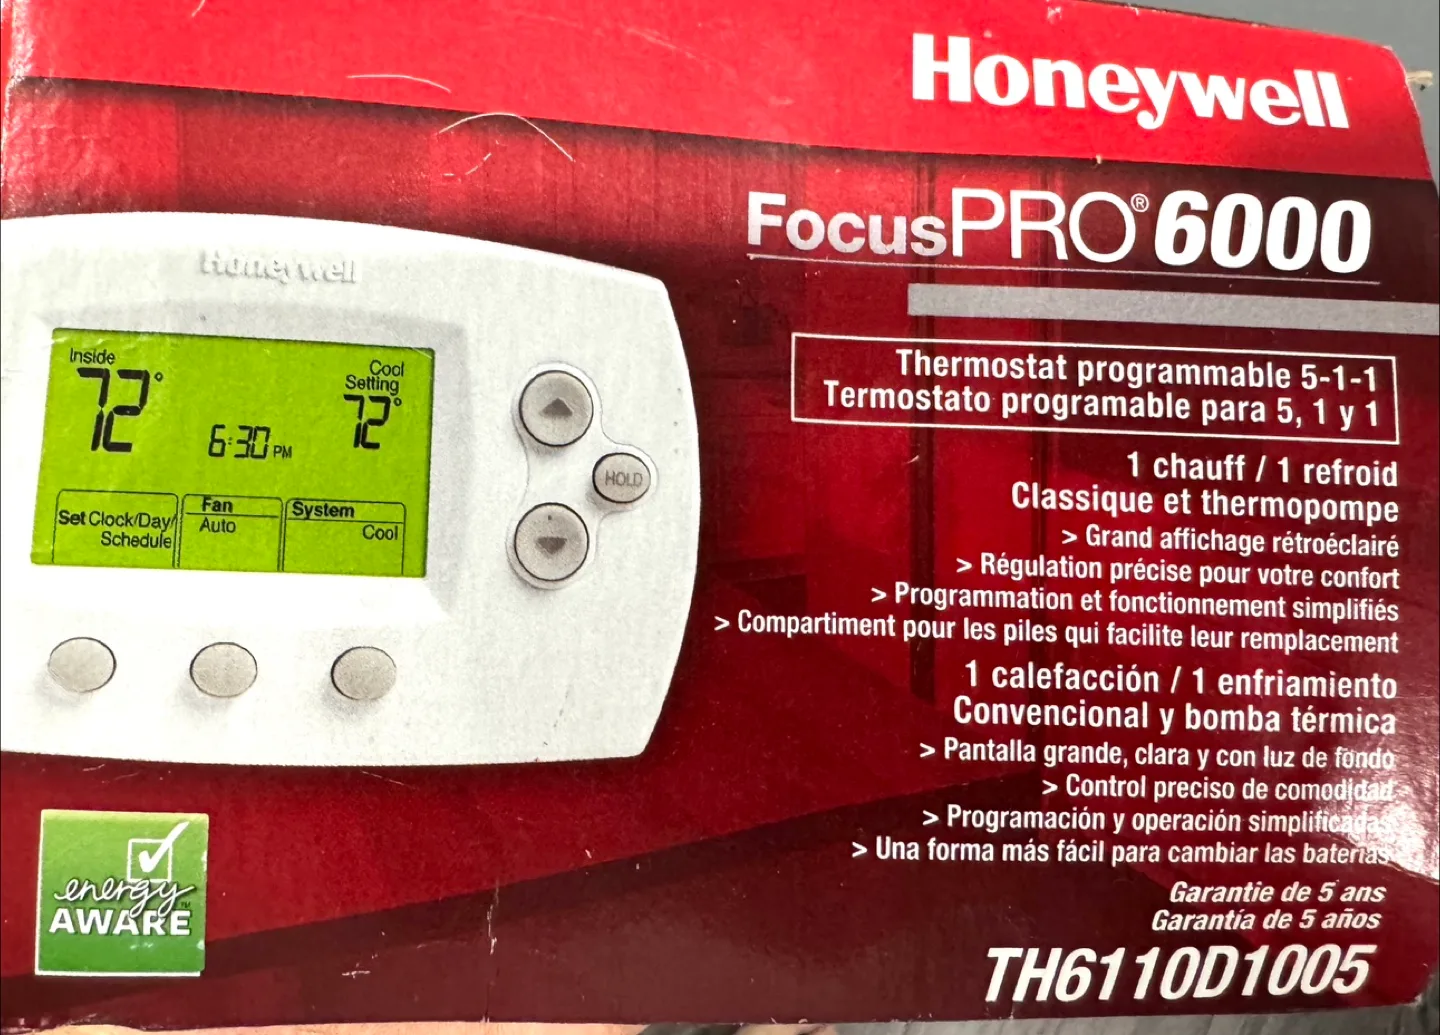 Honeywell
FocusPRO® 6000
Honeywell
Inside
72°
Cool
Setting
72°
6:30 PM
Set Clock/Day/
Schedule
Fan
Auto
System
Cool
HOLD
Thermostat programmable 5-1-1
Termostato programable para 5, 1 y 1
1 chauff / 1 refroid
Classique et thermopompe
> Grand affichage rétroéclairé
> Régulation précise pour votre confort
> Programmation et fonctionnement simplifiés
> Compartiment pour les piles qui facilite leur remplacement
1 calefacción / 1 enfriamiento
Convencional y bomba térmica
> Pantalla grande, clara y con luz de fondo
> Control preciso de comodidad
> Programación y operación simplificadas
> Una forma más fácil para cambiar las baterías
Garantie de 5 ans
Garantía de 5 años
TH6110D1005
energy
AWARE™